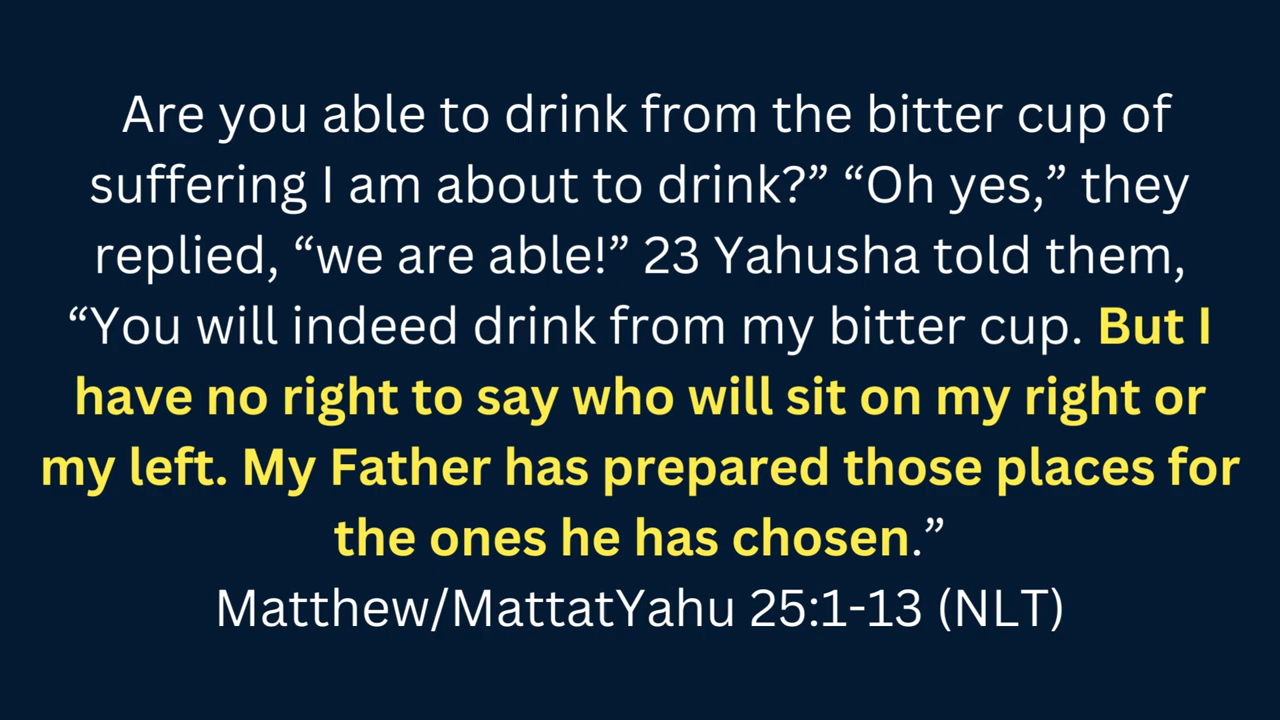 Are you able to drink from the bitter cup of
suffering I am about to drink?” “Oh yes,” they
replied, “we are able!” 23 Yahusha told them,
“You will indeed drink from my bitter cup. But I
have no right to say who will sit on my right or
my left. My Father has prepared those places for
the ones he has chosen.”
Matthew/MattatYahu 25:1-13 (NLT)